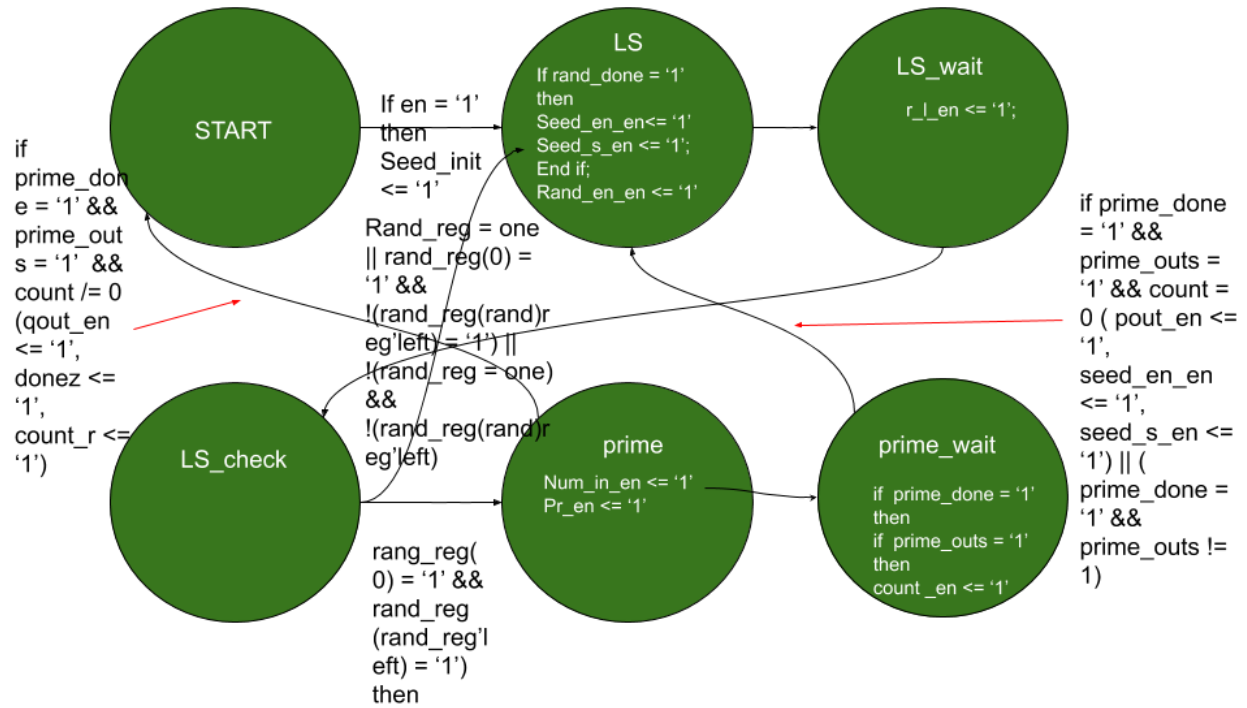 START
If en = ‘1’
then
Seed_init
<= ‘1’
LS
If rand_done = ‘1’
then
Seed_en_en<= ‘1’
Seed_s_en <= ‘1’;
End if;
Rand_en_en <= ‘1’
LS_wait
r_l_en <= ‘1’;
if
prime_don
e = ‘1’ &&
prime_out
s = ‘1’ &&
count /= 0
(qout_en
<= ‘1’,
donez <=
‘1’,
count_r <=
‘1’)
Rand_reg = one
|| rand_reg(0) =
‘1’ &&
!(rand_reg(rand)r
eg’left) = ‘1’) ||
!(rand_reg = one)
&&
!(rand_reg(rand)r
eg’left)
if prime_done
= ‘1’ &&
prime_outs =
‘1’ && count =
0 ( pout_en <=
‘1’,
seed_en_en
<= ‘1’,
seed_s_en <=
‘1’) || (
prime_done =
‘1’ &&
prime_outs !=
1)
LS_check
rang_reg(
0) = ‘1’ &&
rand_reg
(rand_reg’l
eft) = ‘1’)
then
prime
Num_in_en <= ‘1’
Pr_en <= ‘1’
prime_wait
if prime_done = ‘1’
then
if prime_outs = ‘1’
then
count _en <= ‘1’